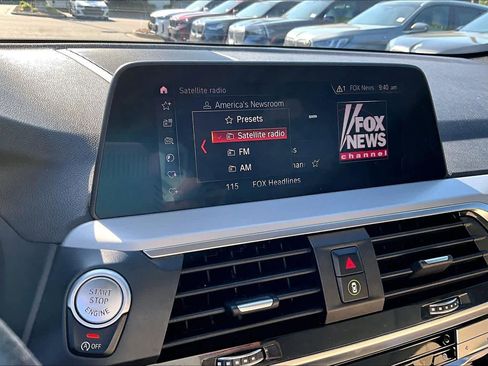 Satellite radio
1 FOX News 9:40 am
America's Newsroom
Presets
Satellite radio
FM
AM
115 FOX Headlines
FOX
NEWS
channel
START
STOP
ENGINE
OFF